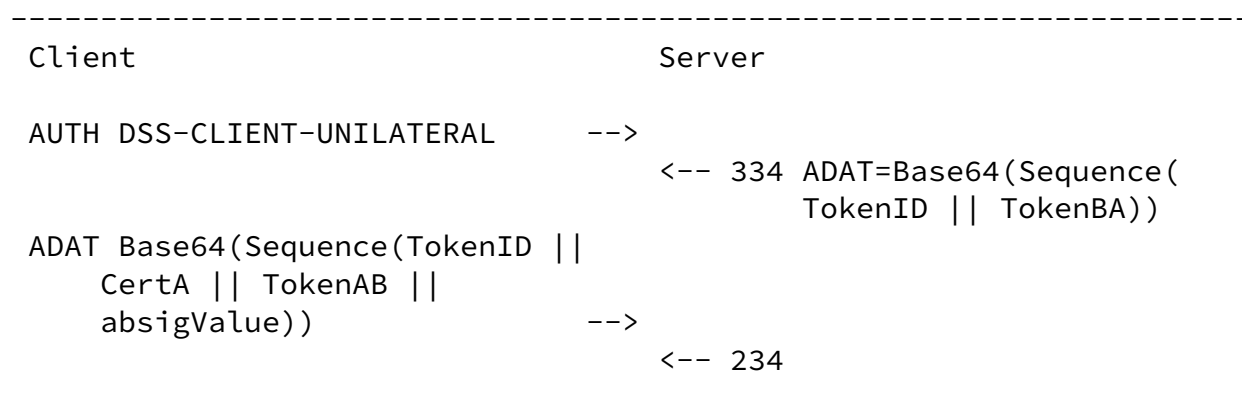 ---------------------------------------------------------------------
Client Server
AUTH DSS-CLIENT-UNILATERAL -->
<-- 334 ADAT=Base64(Sequence(
TokenID || TokenBA))
ADAT Base64(Sequence(TokenID ||
CertA || TokenAB ||
absigValue)) -->
<-- 234